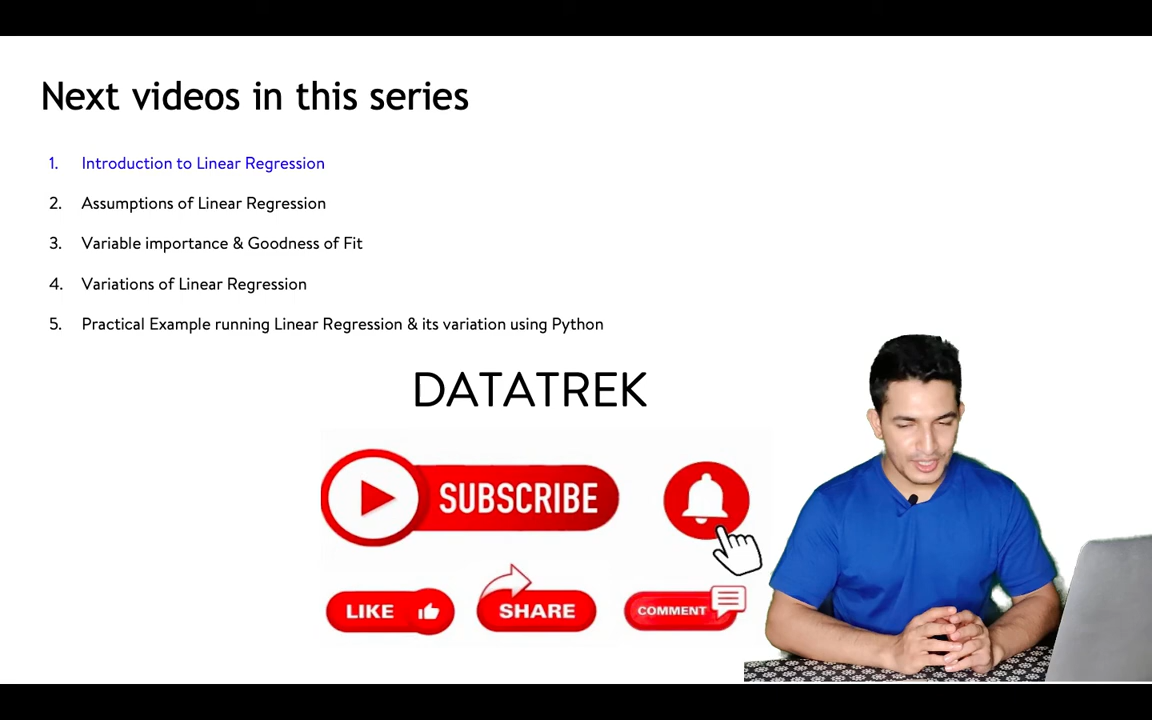 Next videos in this series
1. Introduction to Linear Regression
2. Assumptions of Linear Regression
3. Variable importance & Goodness of Fit
4. Variations of Linear Regression
5. Practical Example running Linear Regression & its variation using Python
DATATREK
SUBSCRIBE
LIKE
SHARE
COMMENT